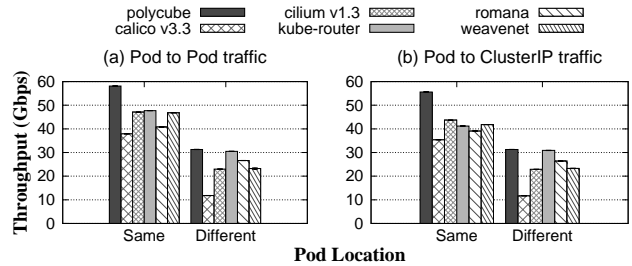 polycube cilium v1.3 romana
calico v3.3 kube-router weavenet
(a) Pod to Pod traffic (b) Pod to ClusterIP traffic
Throughput (Gbps)
60 60
50 50
40 40
30 30
20 20
10 10
0 0
Same Different Same Different
Pod Location